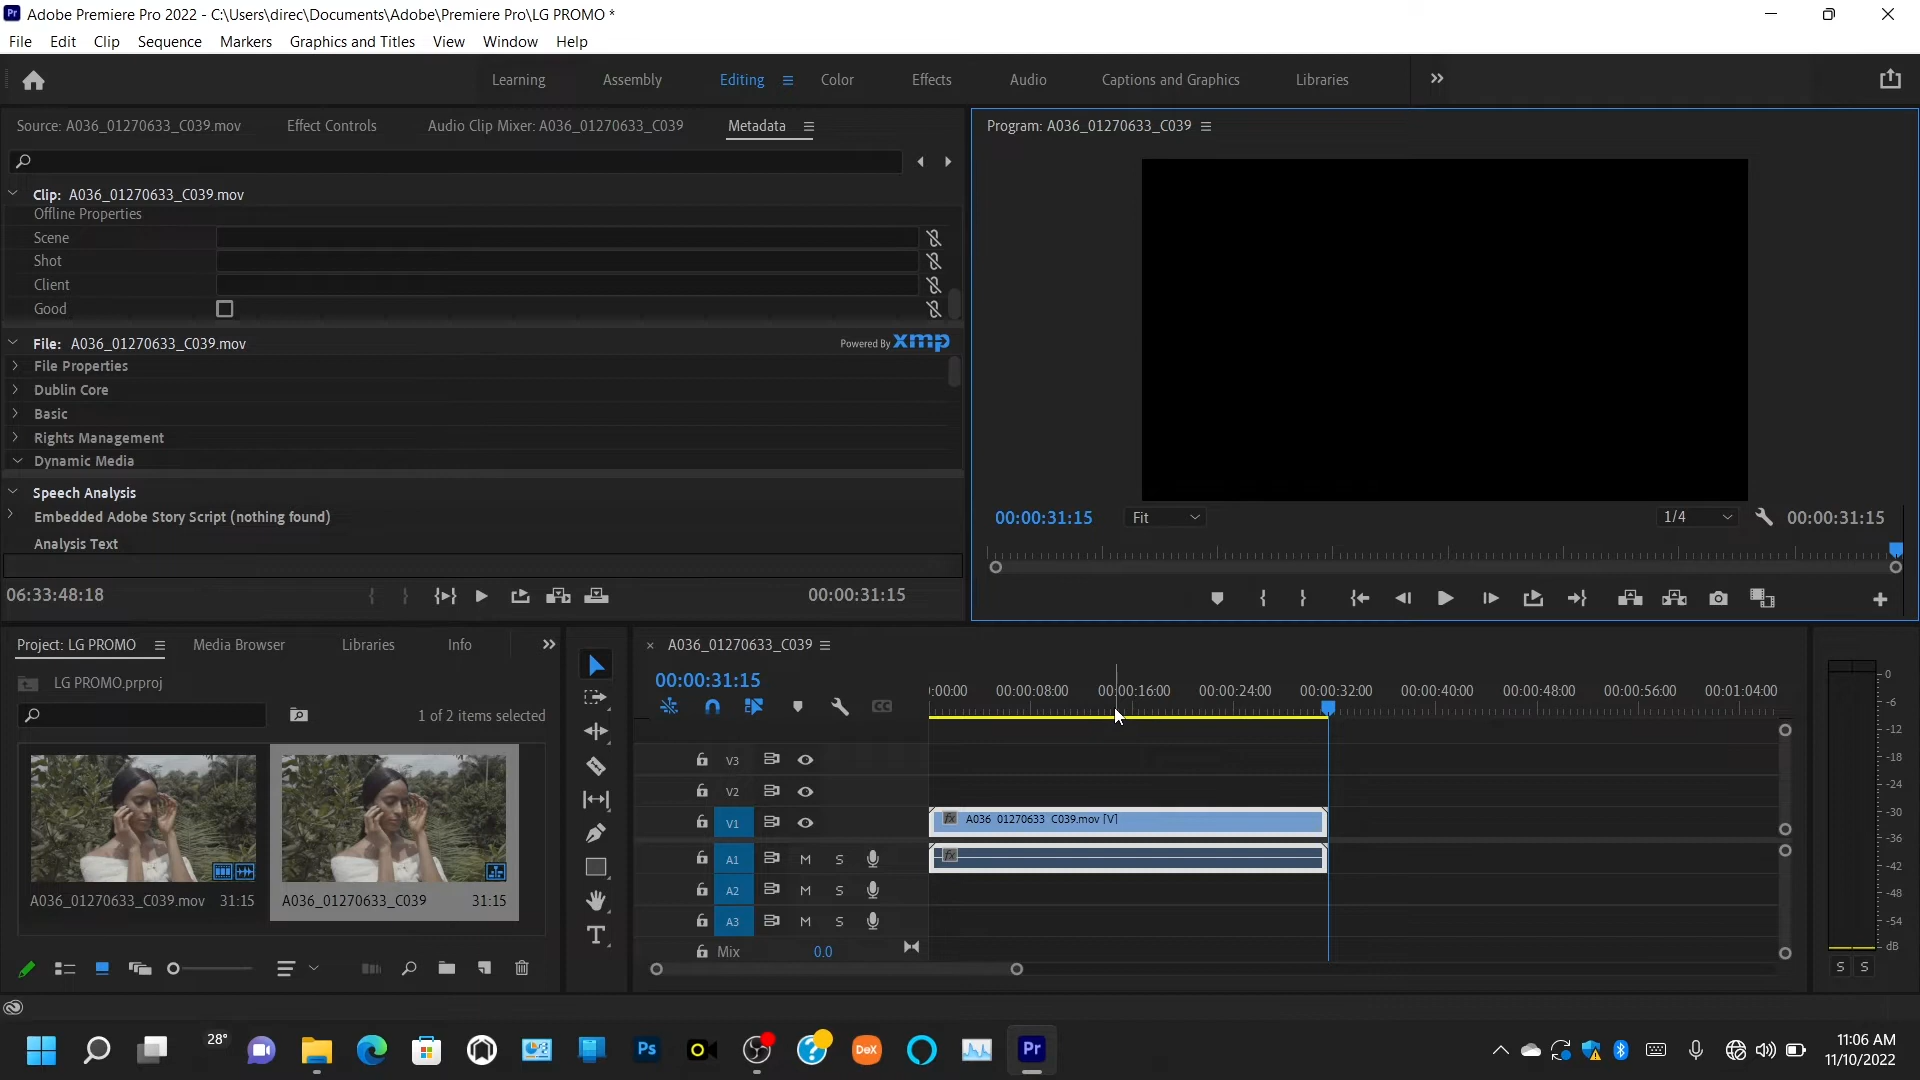 Adobe Premiere Pro 2022 - C:\Users\direc\Documents\Adobe\Premiere Pro\LG PROMO *
File Edit Clip Sequence Markers Graphics and Titles View Window Help
Learning Assembly Editing Color Effects Audio Captions and Graphics Libraries
Source: A036_01270633_C039.mov Effect Controls Audio Clip Mixer: A036_01270633_C039 Metadata
Program: A036_01270633_C039
Clip: A036_01270633_C039.mov
Offline Properties
Scene
Shot
Client
Good
File: A036_01270633_C039.mov Powered By xmp
File Properties
Dublin Core
Basic
Rights Management
Dynamic Media
Speech Analysis
Embedded Adobe Story Script (nothing found)
Analysis Text
06:33:48:18 00:00:31:15
00:00:31:15 Fit 1/4 00:00:31:15
Project: LG PROMO Media Browser Libraries Info
LG PROMO.prproj
1 of 2 items selected
A036_01270633_C039.mov 31:15
A036_01270633_C039 31:15
A036_01270633_C039
00:00:31:15
:00:00 00:00:08:00 00:00:16:00 00:00:24:00 00:00:32:00 00:00:40:00 00:00:48:00 00:00:56:00 00:01:04:00
V3
V2
V1 fx A036_01270633_C039.mov [V]
A1 M S fx
A2 M S
A3 M S
Mix 0.0
0
-6
-12
-18
-24
-30
-36
-42
-48
-54
dB
S S
28°
Ps
DeX
Pr
11:06 AM
11/10/2022